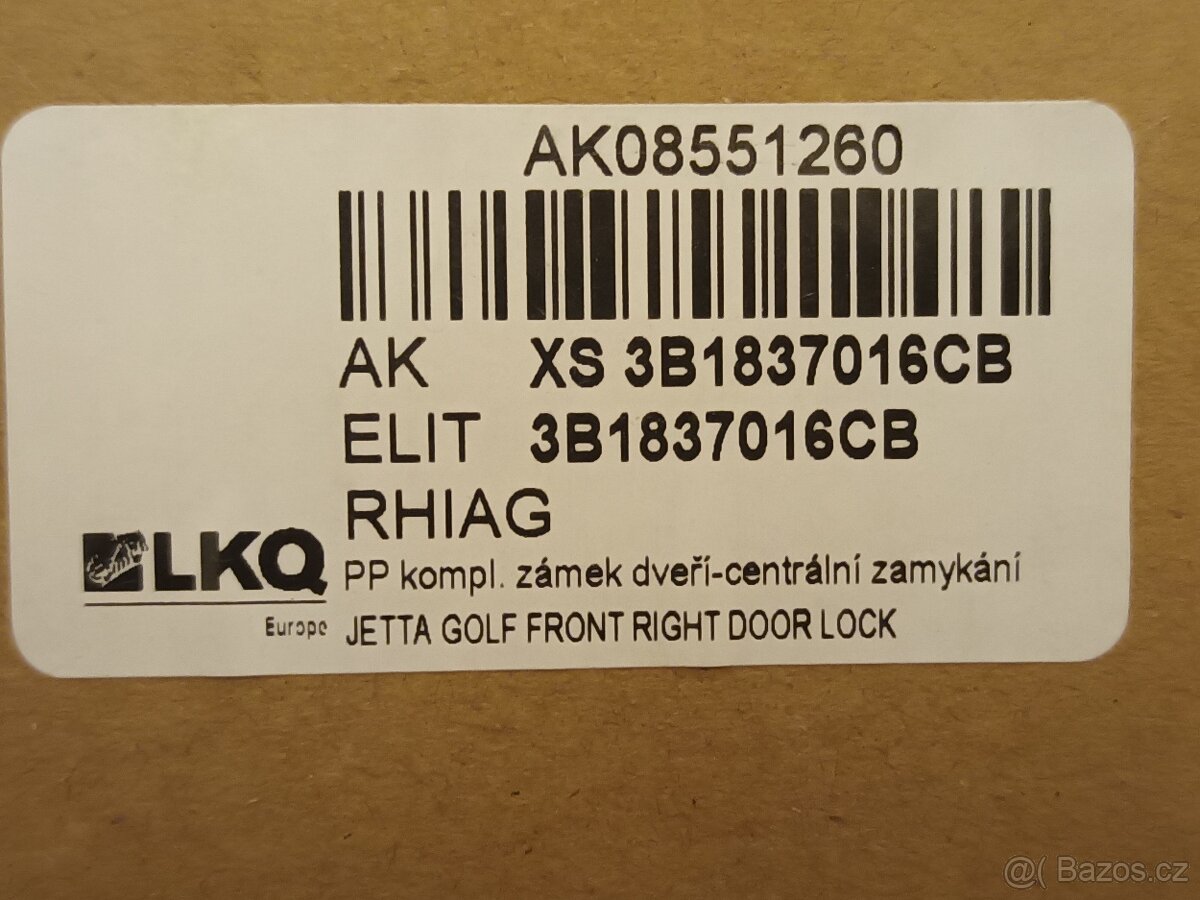 AK08551260
AK XS 3B1837016CB
ELIT 3B1837016CB
RHIAG
LKQ
Europe
PP kompl. zámek dveří-centrální zamykání
JETTA GOLF FRONT RIGHT DOOR LOCK
@( Bazos.cz